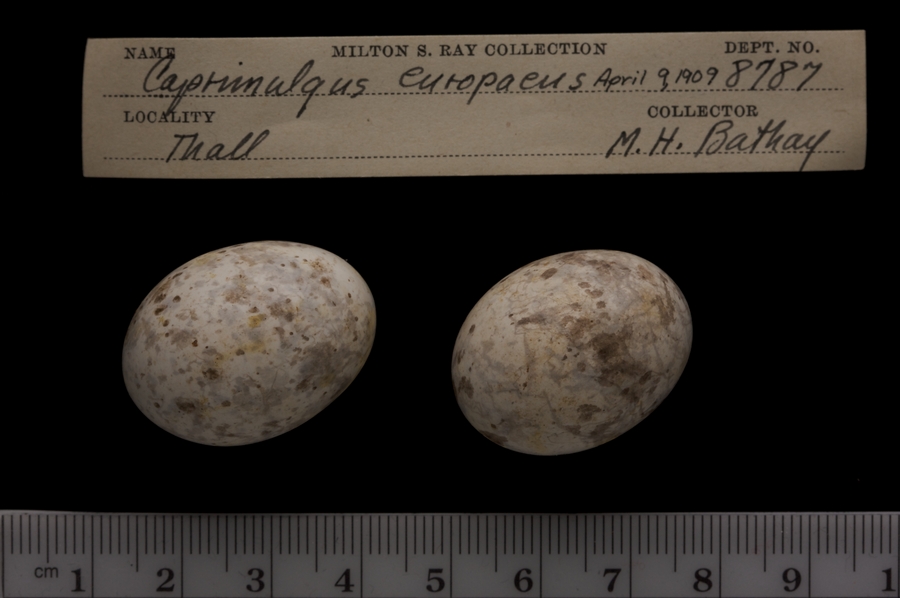 NAME MILTON S. RAY COLLECTION DEPT. NO.
Caprimulgus europaeus April 9, 1909 8787
LOCALITY COLLECTOR
Thall M. H. Bathay
cm 1 2 3 4 5 6 7 8 9 1